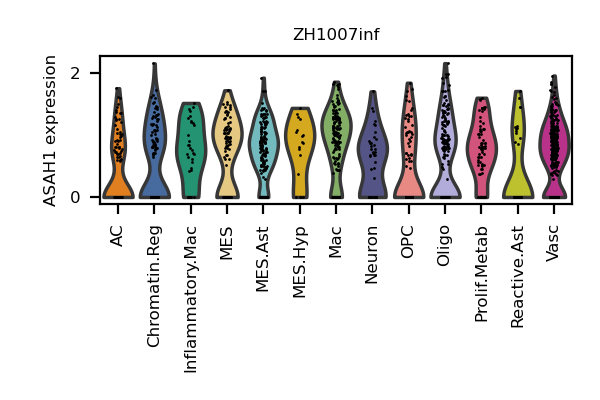 ZH1007inf
ASAH1 expression
2
0
AC
Chromatin.Reg
Inflammatory.Mac
MES
MES.Ast
MES.Hyp
Mac
Neuron
OPC
Oligo
Prolif.Metab
Reactive.Ast
Vasc